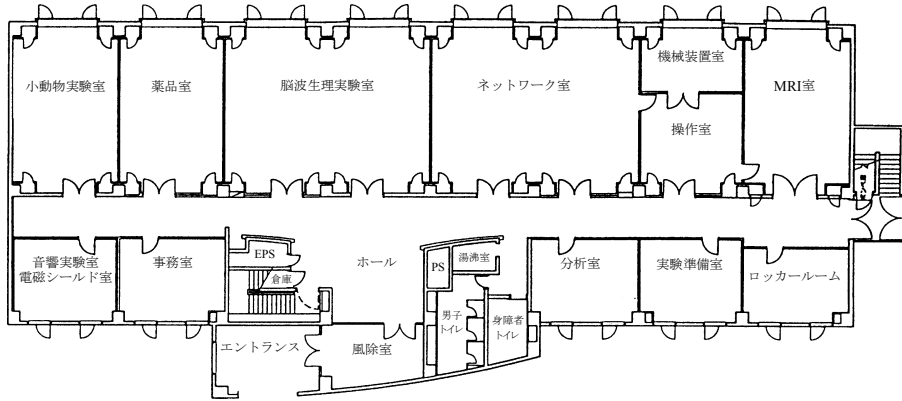 小動物実験室
薬品室
脳波生理実験室
ネットワーク室
機械装置室
MRI室
操作室
音響実験室
電磁シールド室
事務室
EPS
倉庫
ホール
PS
湯沸室
分析室
実験準備室
ロッカールーム
男子
トイレ
身障者
トイレ
エントランス
風除室